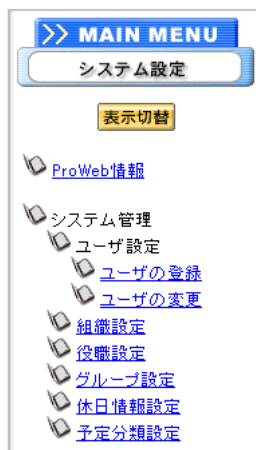 >> MAIN MENU
システム設定
表示切替
ProWeb情報
システム管理
ユーザ設定
ユーザの登録
ユーザの変更
組織設定
役職設定
グループ設定
休日情報設定
予定分類設定